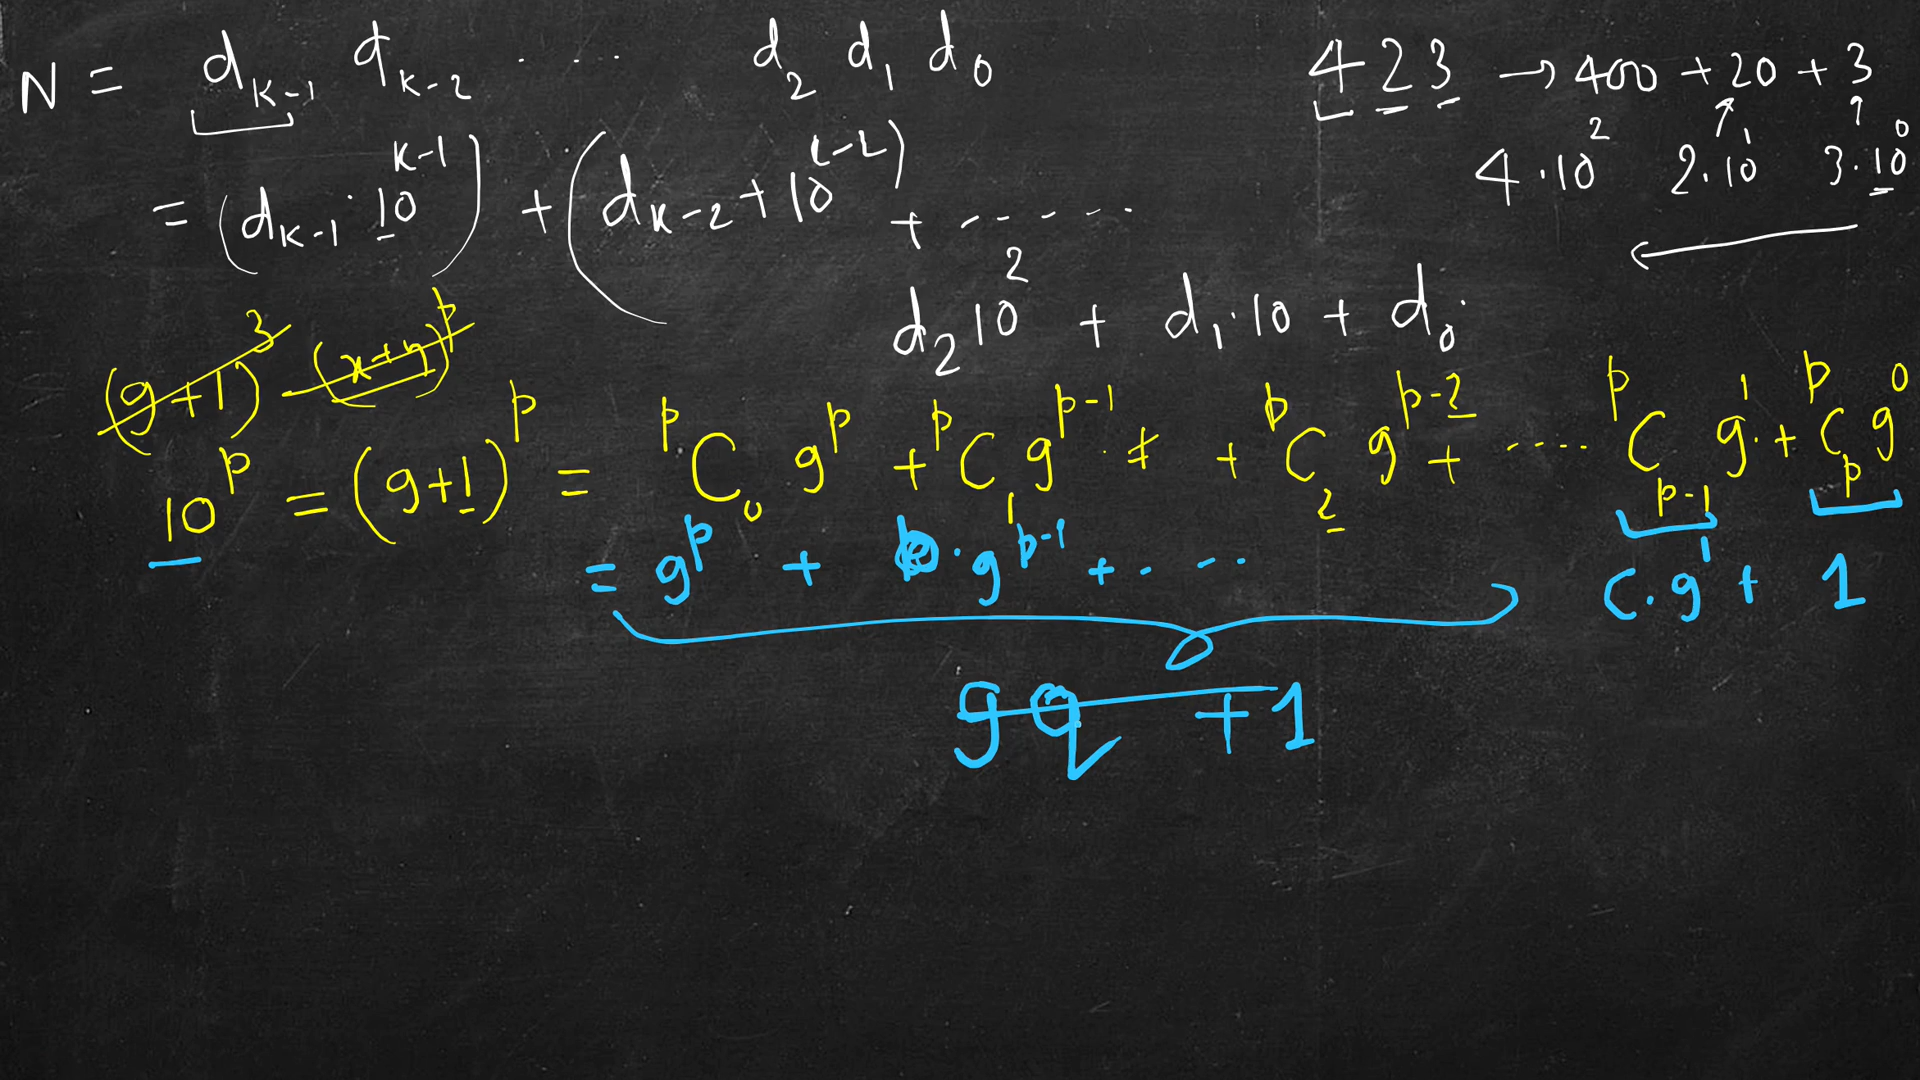 N = d_{k-1} d_{k-2} . . . . d_2 d_1 d_0
423 → 400 + 20 + 3
4·10^2 2·10^1 3·10^0
= (d_{k-1}·10^{k-1}) + (d_{k-2} + 10^{k-2}) + ------
d_2 10^2 + d_1·10 + d_0.
(9+1)^3 (x+y)^p
10^p = (9+1)^p = ^pC_0 9^p + ^pC_1 9^{p-1} · + ^pC_2 9^{p-2} + ..... ^pC_{p-1} 9^1 · + ^pC_p 9^0
= 9^p + p · 9^{p-1} + . . . . C·9^1 + 1
9q + 1